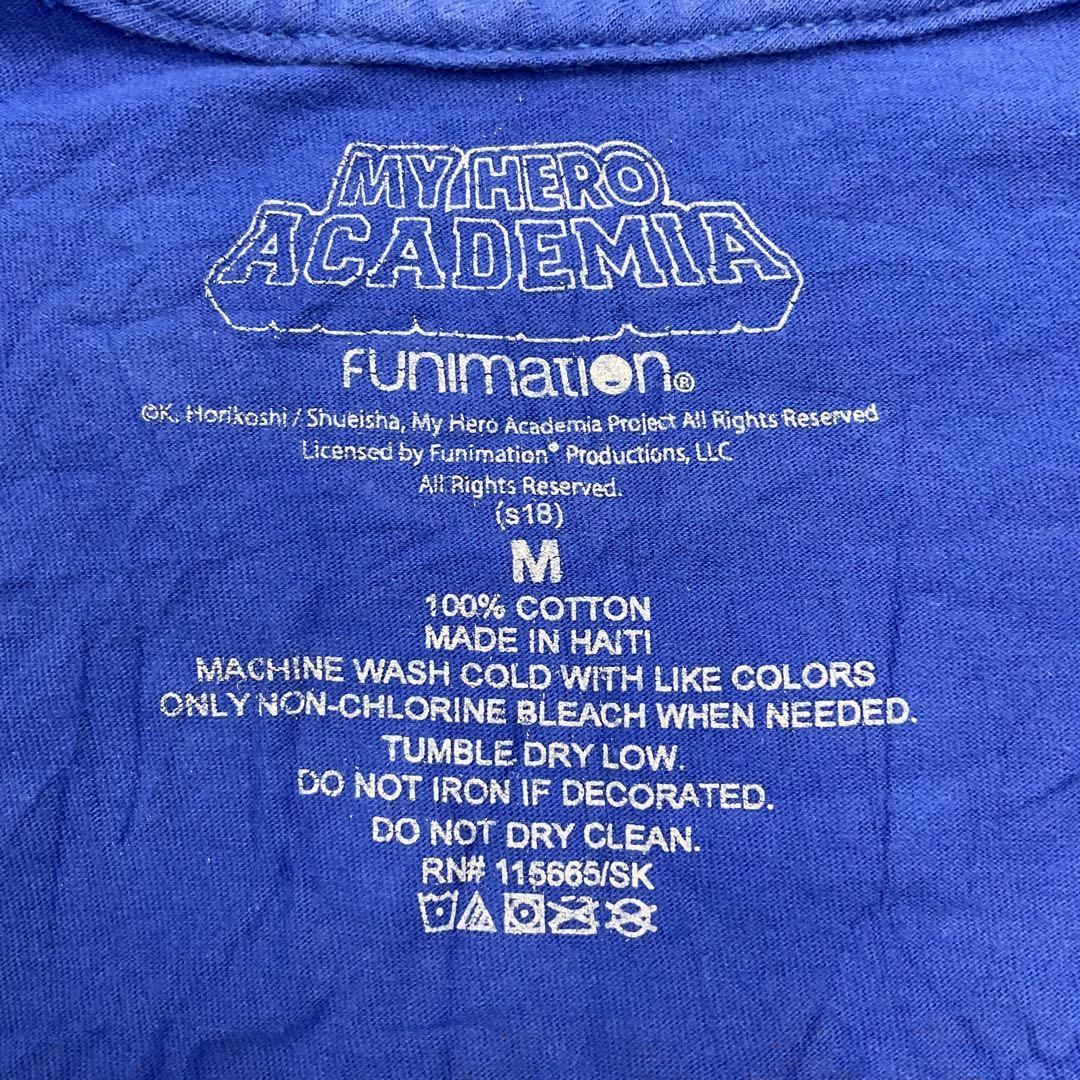 MY HERO
ACADEMIA
FUNIMATION®
©K. Horikoshi / Shueisha, My Hero Academia Project All Rights Reserved
Licensed by Funimation® Productions, LLC
All Rights Reserved.
(s18)
M
100% COTTON
MADE IN HAITI
MACHINE WASH COLD WITH LIKE COLORS
ONLY NON-CHLORINE BLEACH WHEN NEEDED.
TUMBLE DRY LOW.
DO NOT IRON IF DECORATED.
DO NOT DRY CLEAN.
RN# 115665/SK